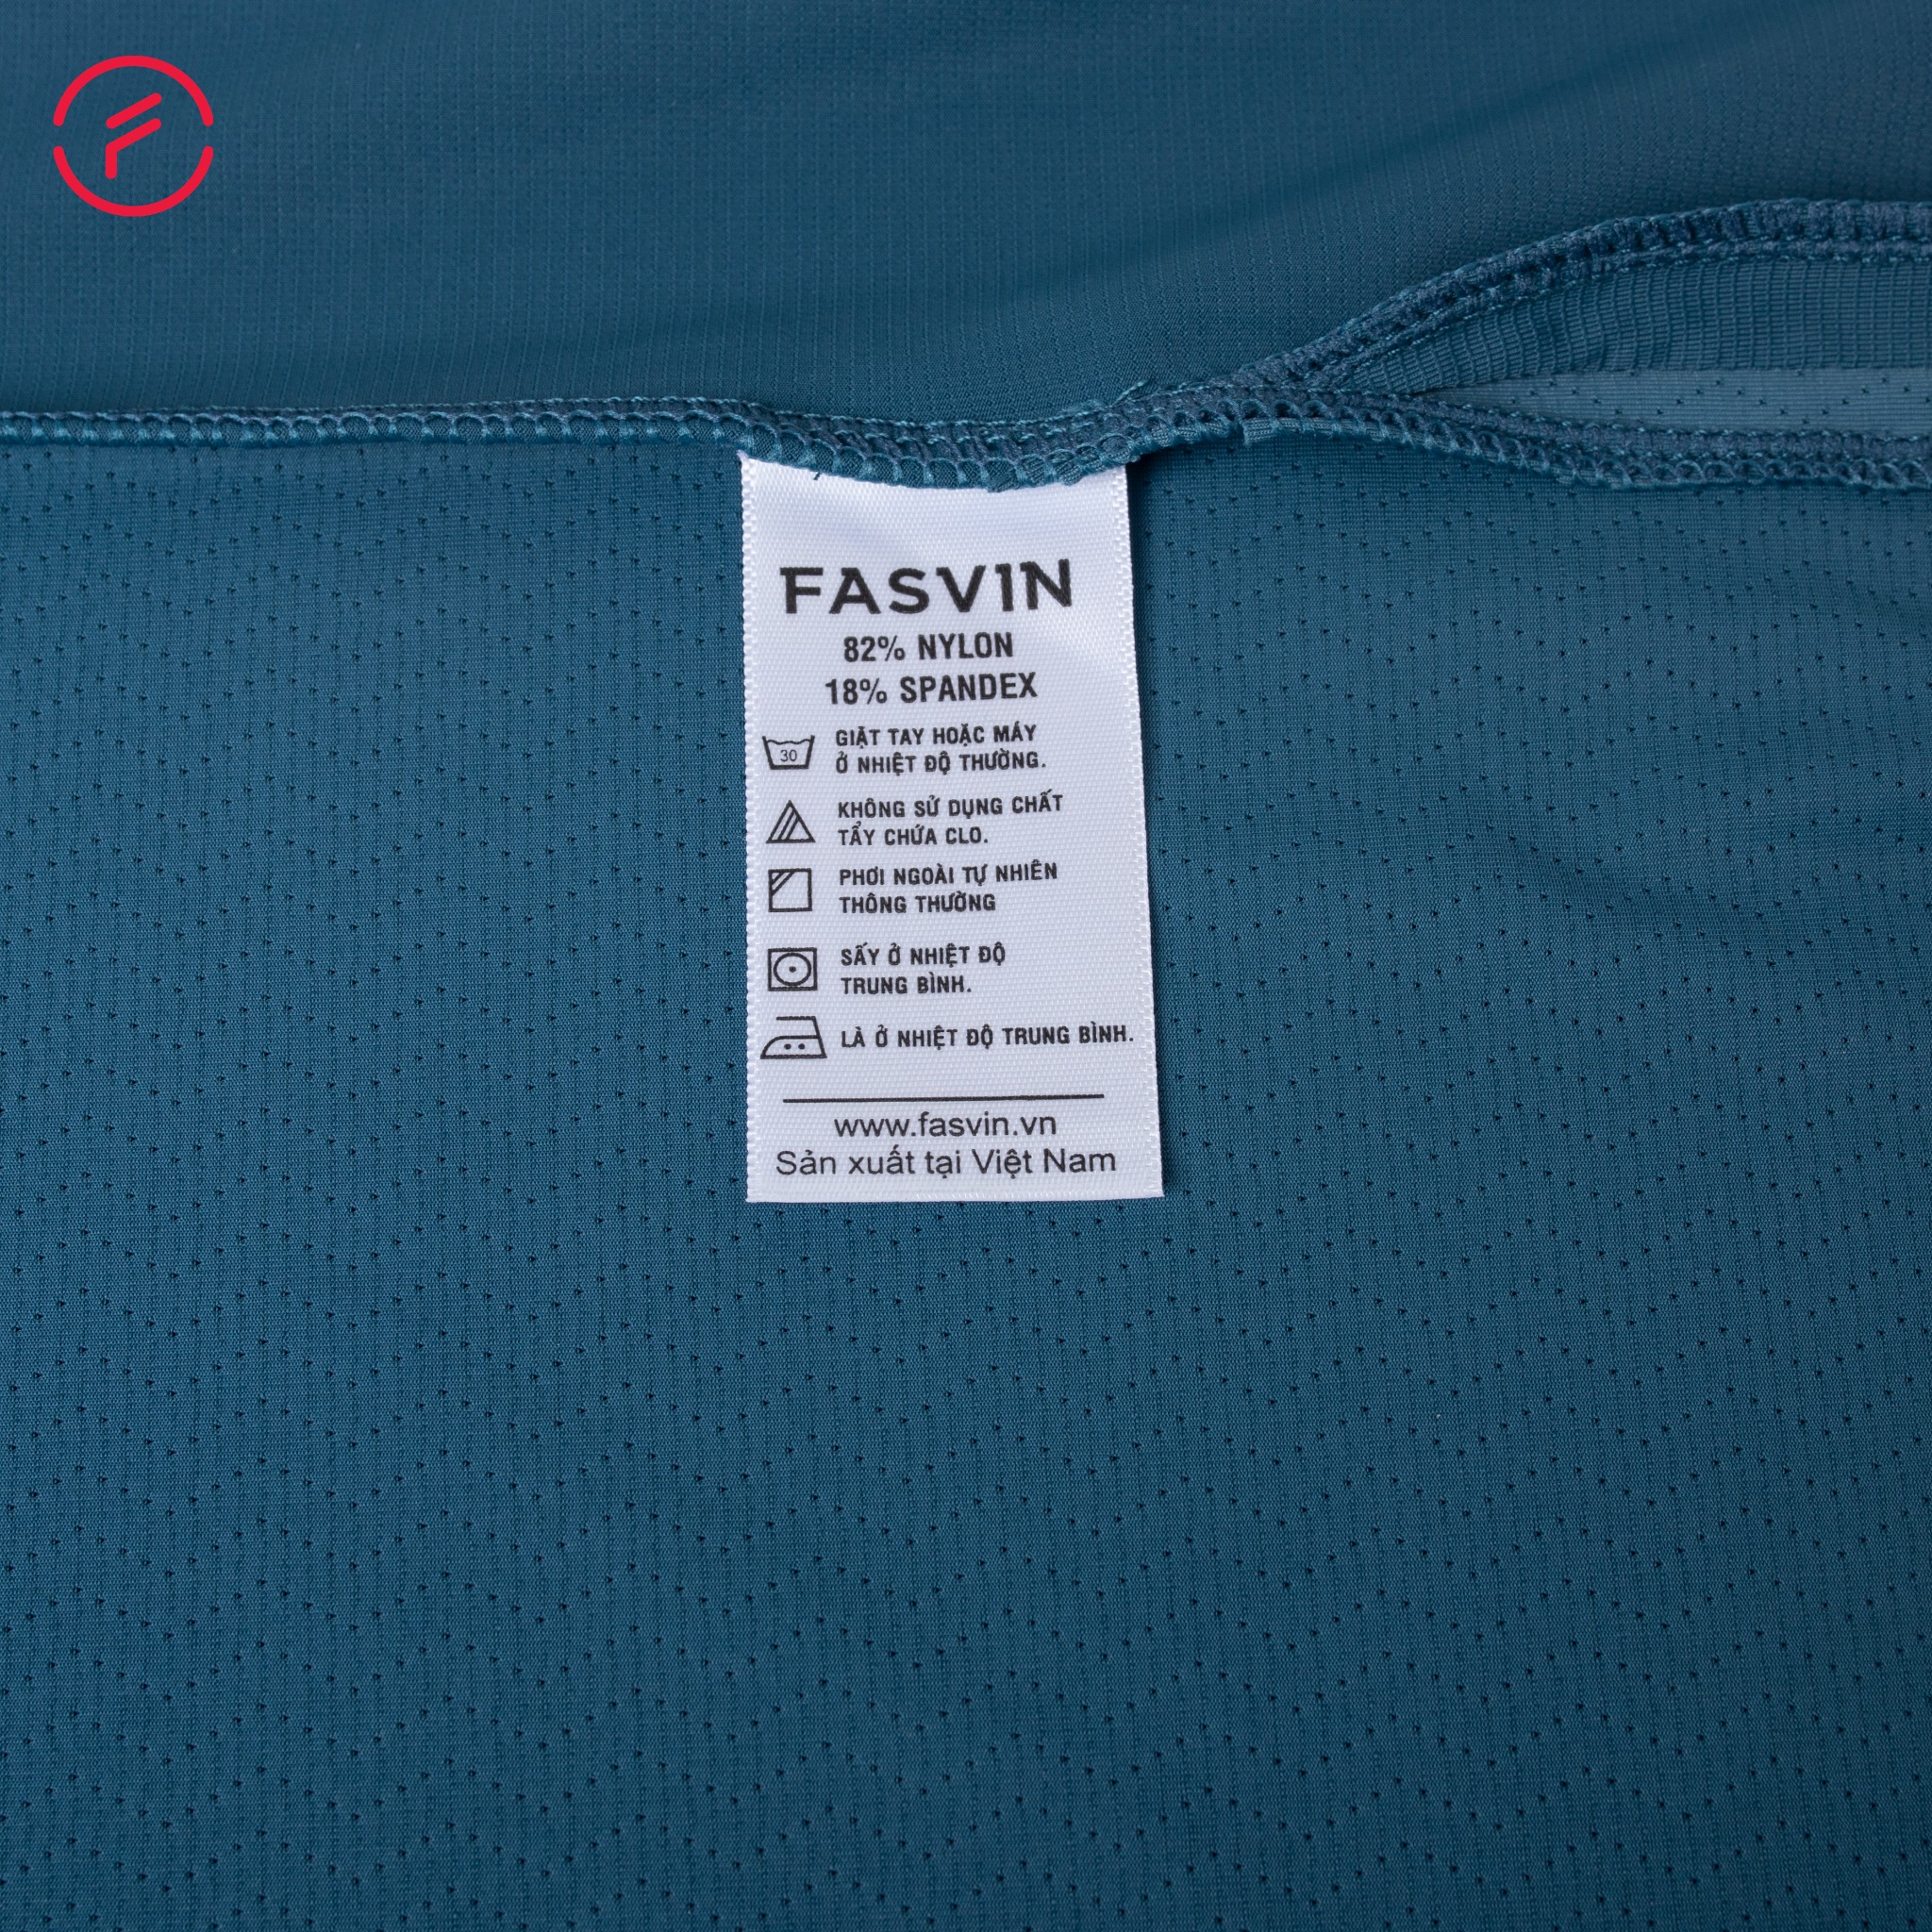 FASVIN
82% NYLON
18% SPANDEX
30
GIẶT TAY HOẶC MÁY
Ở NHIỆT ĐỘ THƯỜNG.
KHÔNG SỬ DỤNG CHẤT
TẨY CHỨA CLO.
PHƠI NGOÀI TỰ NHIÊN
THÔNG THƯỜNG
SẤY Ở NHIỆT ĐỘ
TRUNG BÌNH.
LÀ Ở NHIỆT ĐỘ TRUNG BÌNH.
www.fasvin.vn
Sản xuất tại Việt Nam